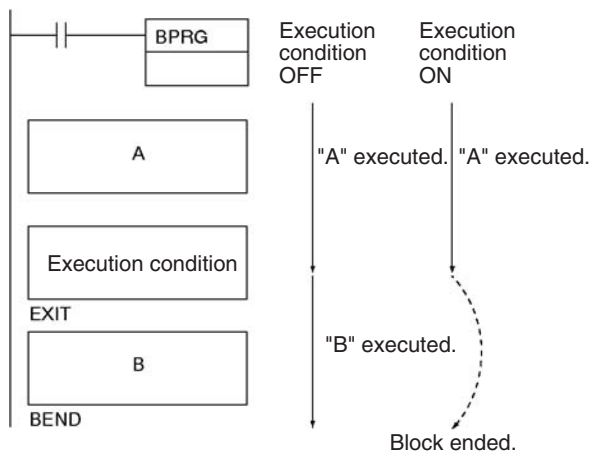 BPRG
Execution
condition
OFF
Execution
condition
ON
A
"A" executed.
"A" executed.
Execution condition
EXIT
B
"B" executed.
BEND
Block ended.